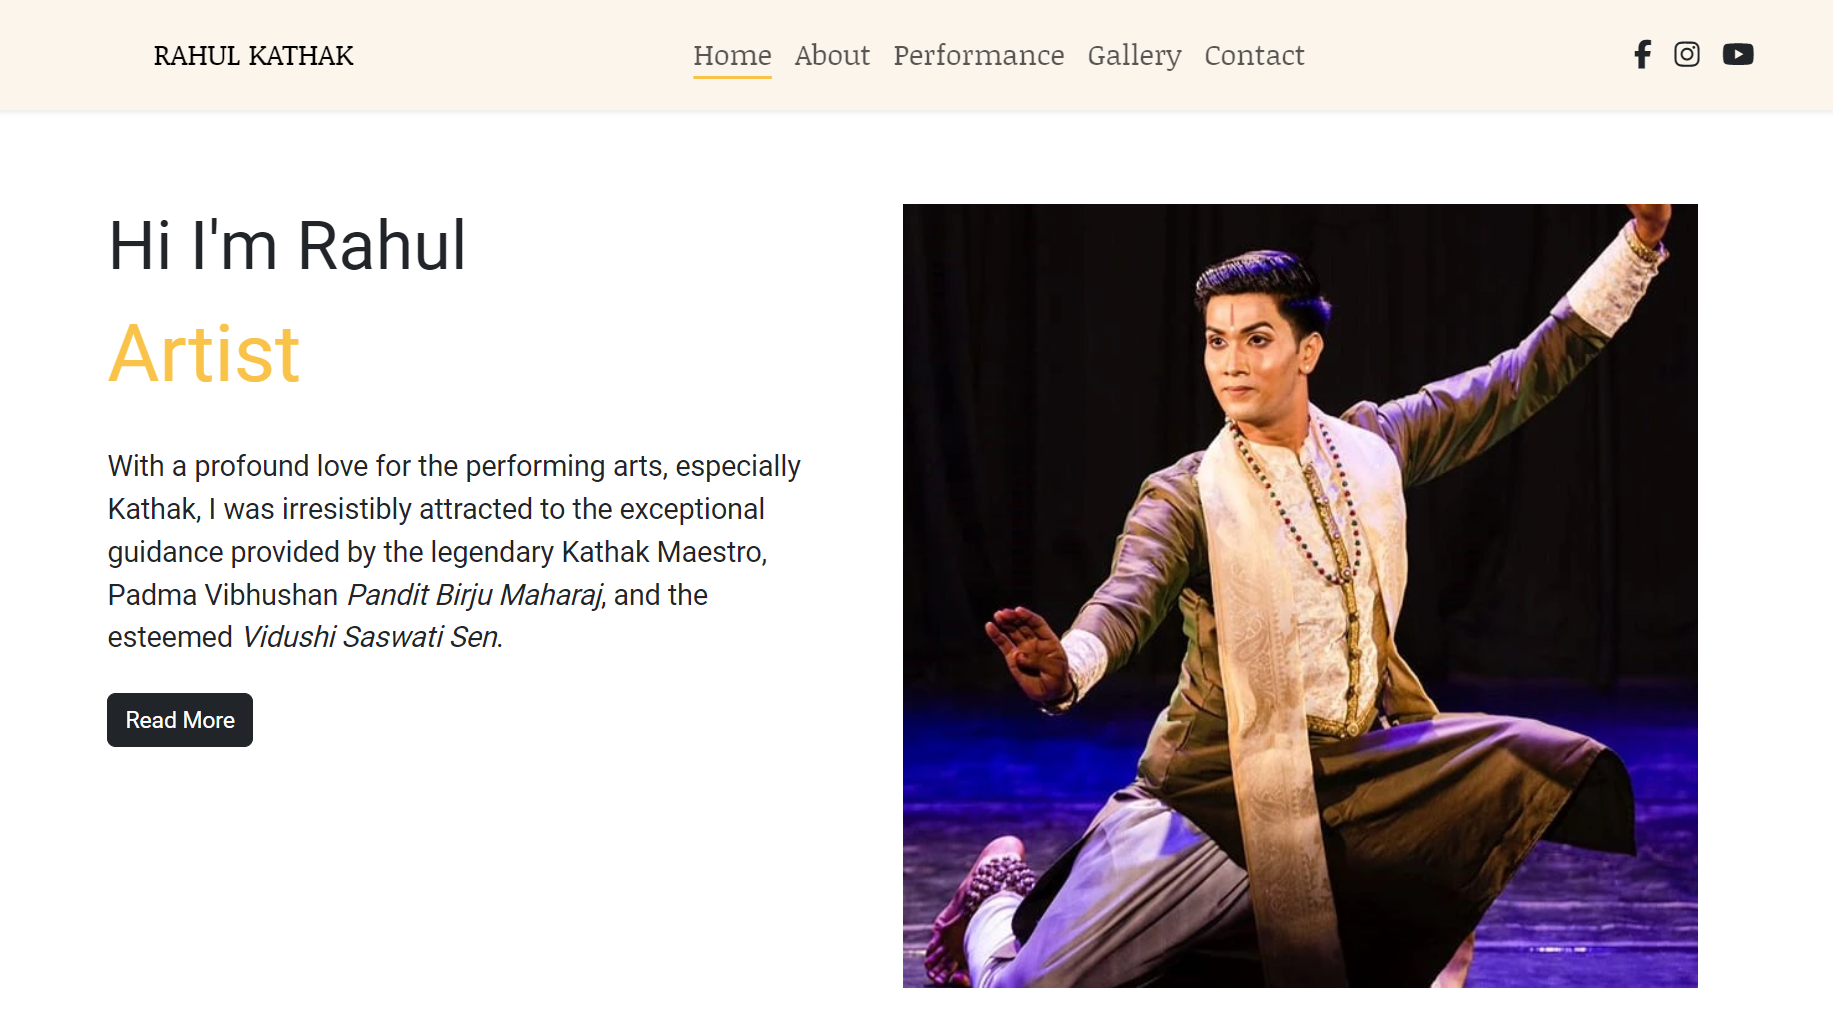 RAHUL KATHAK
Home About Performance Gallery Contact
Hi I'm Rahul
Artist
With a profound love for the performing arts, especially
Kathak, I was irresistibly attracted to the exceptional
guidance provided by the legendary Kathak Maestro,
Padma Vibhushan Pandit Birju Maharaj, and the
esteemed Vidushi Saswati Sen.
Read More